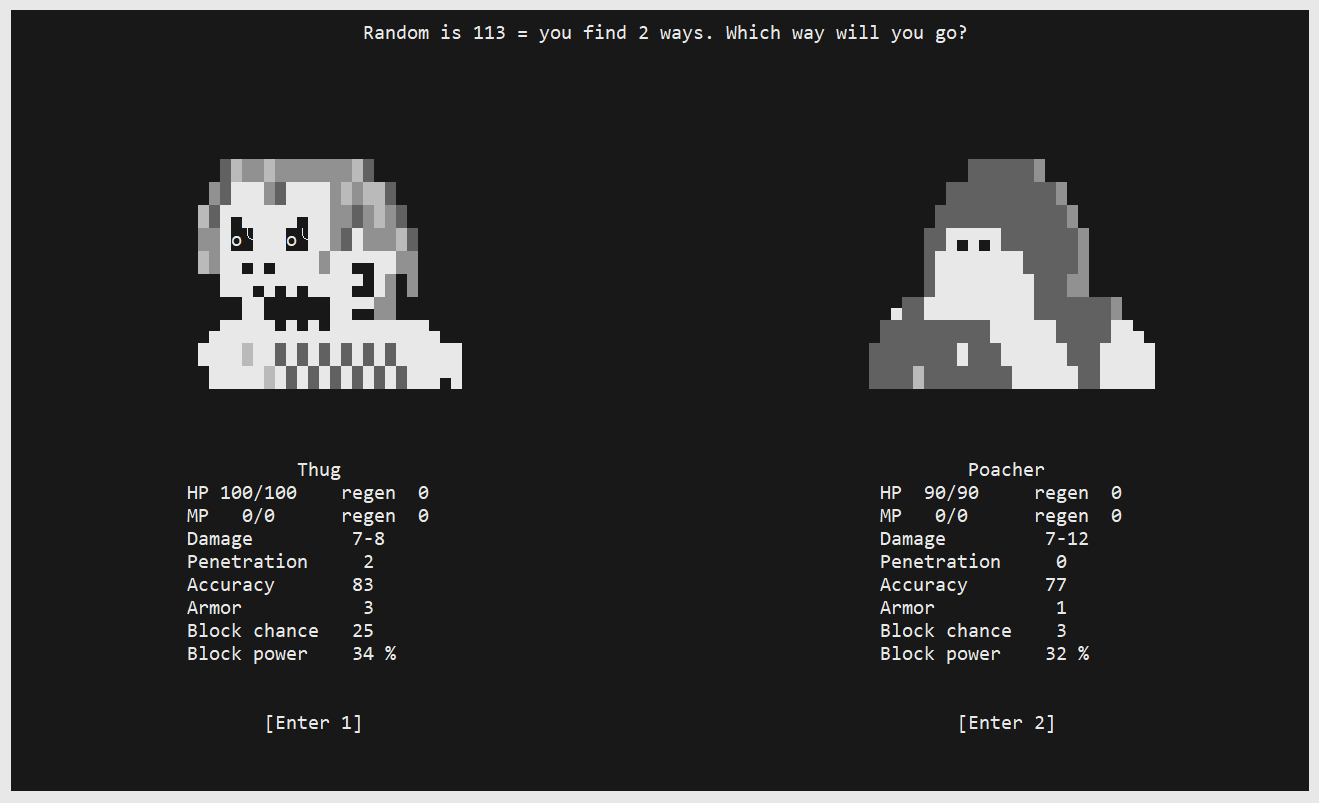 Random is 113 = you find 2 ways. Which way will you go?
Thug
HP 100/100 regen 0
MP 0/0 regen 0
Damage 7-8
Penetration 2
Accuracy 83
Armor 3
Block chance 25
Block power 34 %
[Enter 1]
Poacher
HP 90/90 regen 0
MP 0/0 regen 0
Damage 7-12
Penetration 0
Accuracy 77
Armor 1
Block chance 3
Block power 32 %
[Enter 2]